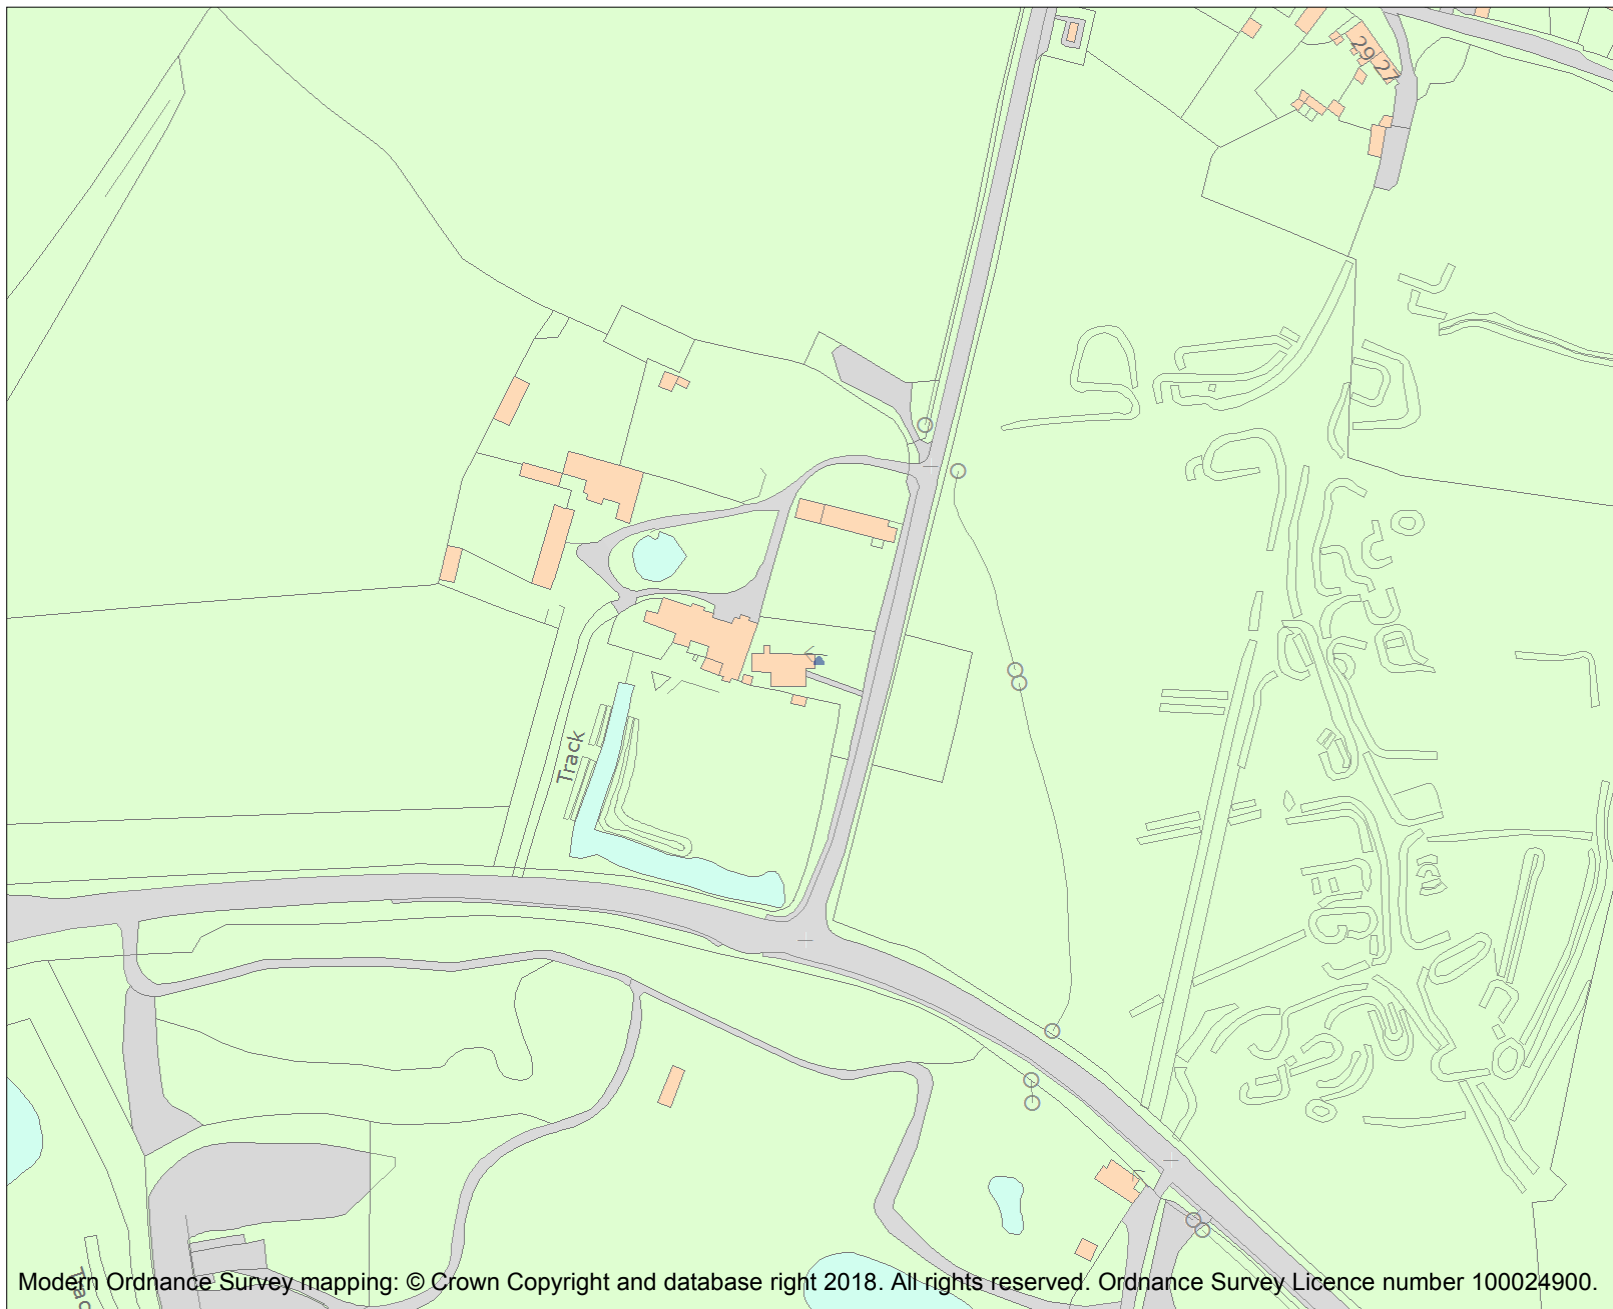 29
27
Track
Trac
Modern Ordnance Survey mapping: © Crown Copyright and database right 2018. All rights reserved. Ordnance Survey Licence number 100024900.